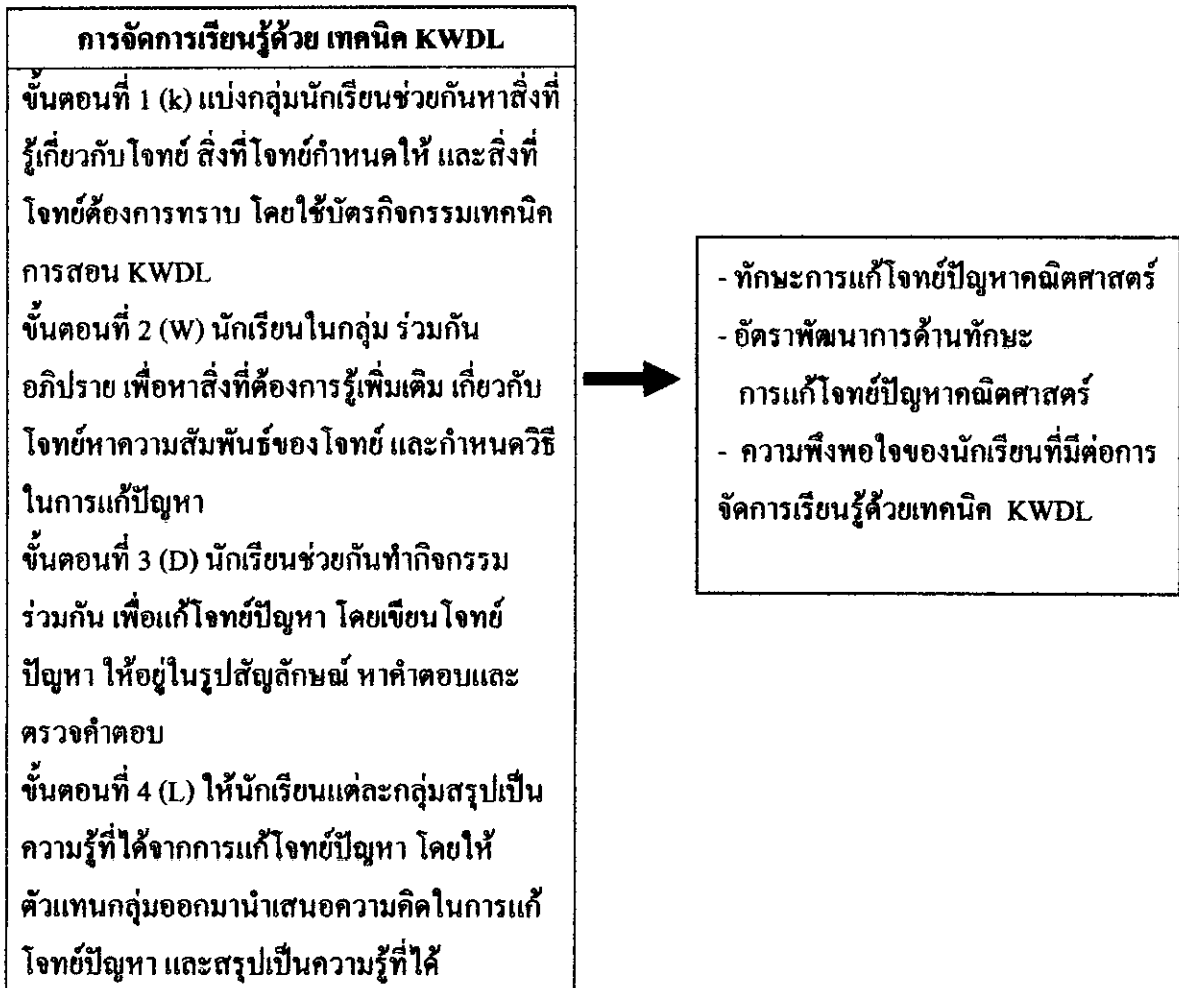 การจัดการเรียนรู้ด้วย เทคนิค KWDL
ขั้นตอนที่ 1 (k) แบ่งกลุ่มนักเรียนช่วยกันหาสิ่งที่
รู้เกี่ยวกับโจทย์ สิ่งที่โจทย์กำหนดให้ และสิ่งที่
โจทย์ต้องการทราบ โดยใช้บัตรกิจกรรมเทคนิค
การสอน KWDL
ขั้นตอนที่ 2 (W) นักเรียนในกลุ่ม ร่วมกัน
อภิปราย เพื่อหาสิ่งที่ต้องการรู้เพิ่มเติม เกี่ยวกับ
โจทย์หาความสัมพันธ์ของโจทย์ และกำหนดวิธี
ในการแก้ปัญหา
ขั้นตอนที่ 3 (D) นักเรียนช่วยกันทำกิจกรรม
ร่วมกัน เพื่อแก้โจทย์ปัญหา โดยเขียนโจทย์
ปัญหา ให้อยู่ในรูปสัญลักษณ์ หาคำตอบและ
ตรวจคำตอบ
ขั้นตอนที่ 4 (L) ให้นักเรียนแต่ละกลุ่มสรุปเป็น
ความรู้ที่ได้จากการแก้โจทย์ปัญหา โดยให้
ตัวแทนกลุ่มออกมานำเสนอความคิดในการแก้
โจทย์ปัญหา และสรุปเป็นความรู้ที่ได้
- ทักษะการแก้โจทย์ปัญหาคณิตศาสตร์
- อัตราพัฒนาการด้านทักษะ
การแก้โจทย์ปัญหาคณิตศาสตร์
- ความพึงพอใจของนักเรียนที่มีต่อการ
จัดการเรียนรู้ด้วยเทคนิค KWDL